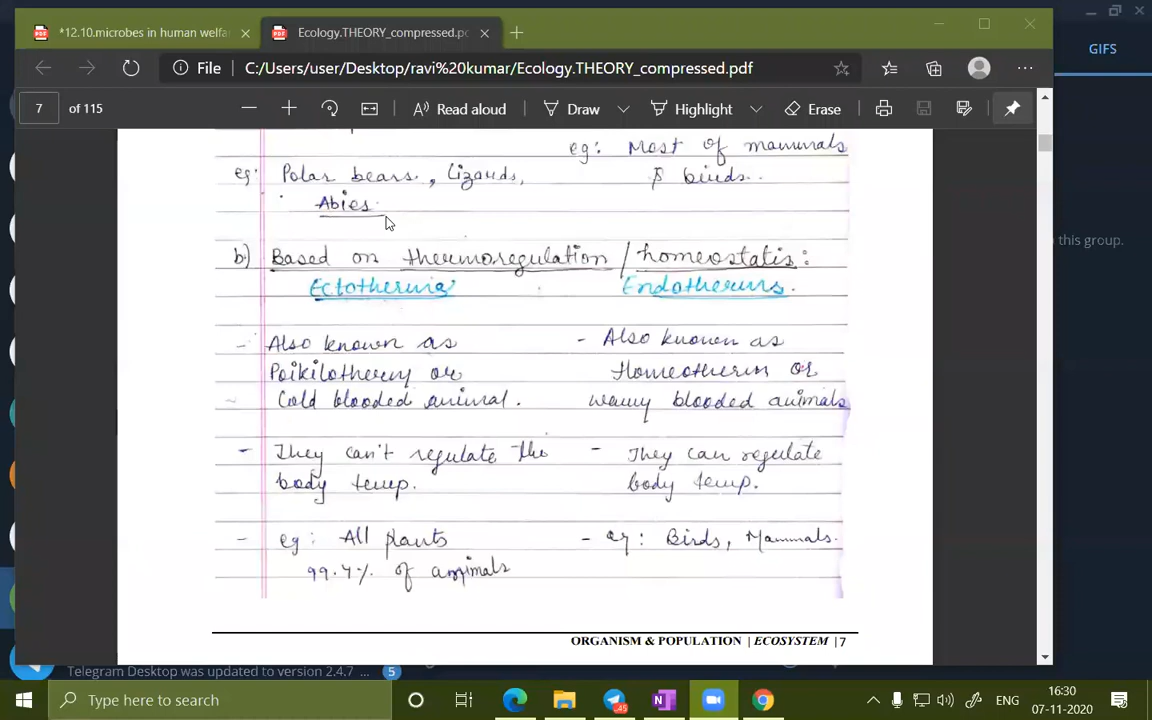 *12.10.microbes in human welfa
Ecology.THEORY_compressed.pc
GIFS
File
C:/Users/user/Desktop/ravi%20kumar/Ecology.THEORY_compressed.pdf
7 of 115
Read aloud
Draw
Highlight
Erase
eg: Most of mammals
& birds.
eg: Polar bears, Lizards,
Abies.
b.) Based on thermoregulation / homeostatis:
Ectotherms
Endotherms.
- Also known as
Poikilotherm or
Cold blooded animal.
- Also known as
Homeotherm or
warm blooded animals
- They can't regulate the
body temp.
- They can regulate
body temp.
- eg: All plants
99.4% of animals
- eg: Birds, Mammals.
this group.
ORGANISM & POPULATION | ECOSYSTEM | 7
Telegram Desktop was updated to version 2.4.7 ...
5
Type here to search
45
ENG
16:30
07-11-2020